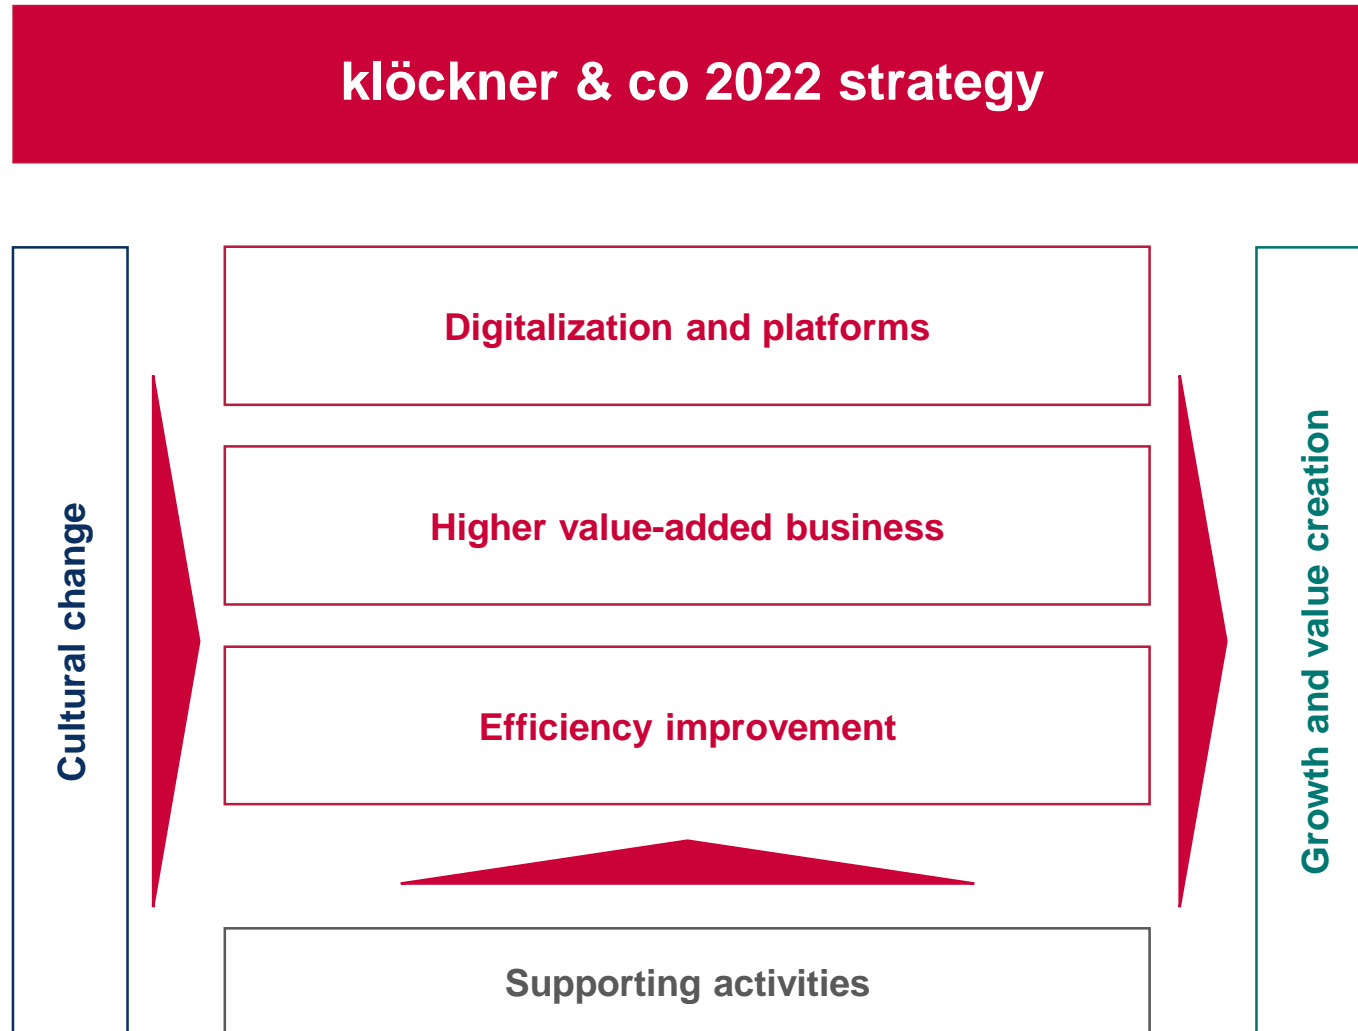 klöckner & co 2022 strategy
Cultural change
Digitalization and platforms
Higher value-added business
Efficiency improvement
Supporting activities
Growth and value creation